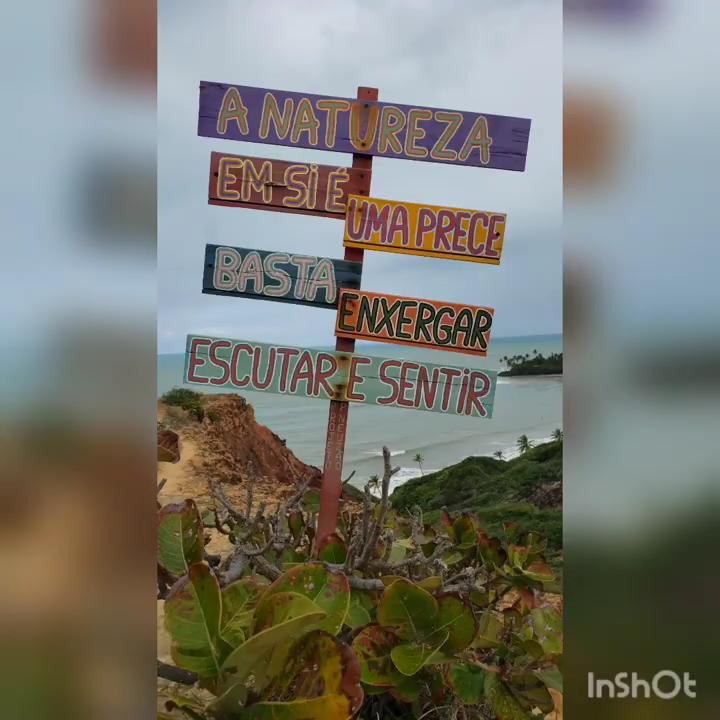 A NATUREZA
EM SI É
UMA PRECE
BASTA
ENXERGAR
ESCUTAR E SENTIR
InShOt